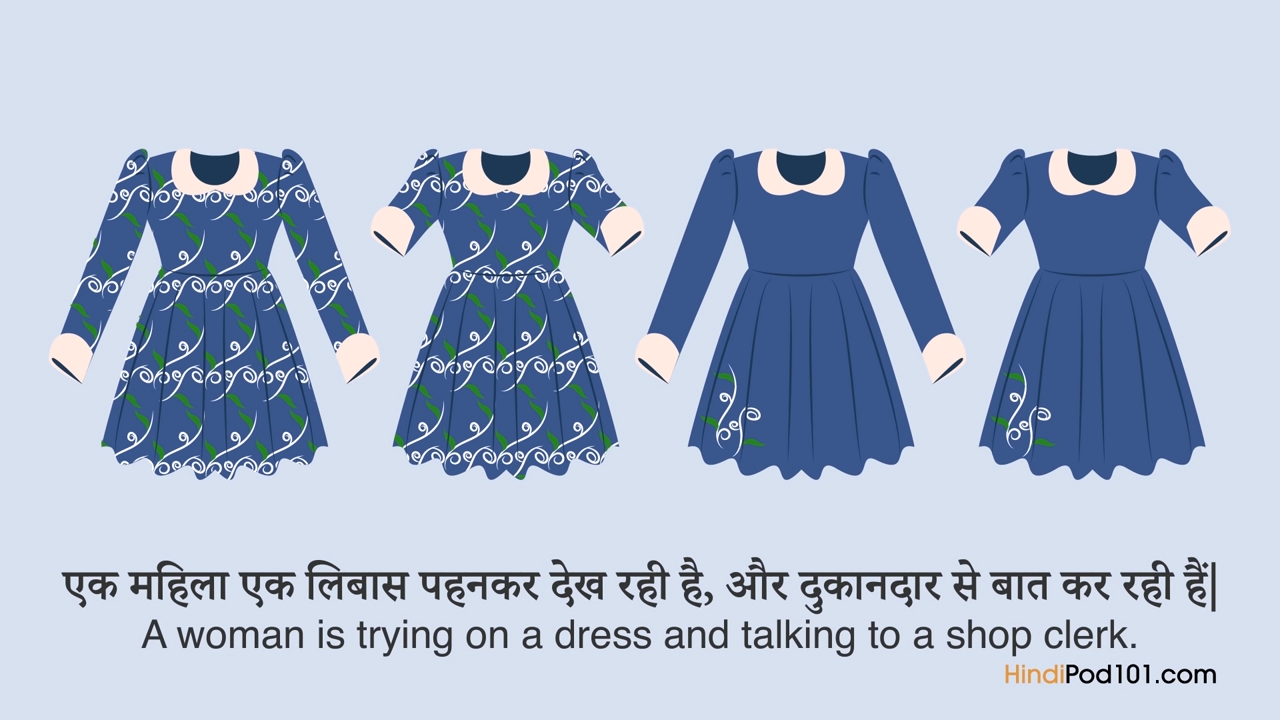 एक महिला एक लिबास पहनकर देख रही है, और दुकानदार से बात कर रही हैं|
A woman is trying on a dress and talking to a shop clerk.
HindiPod101.com